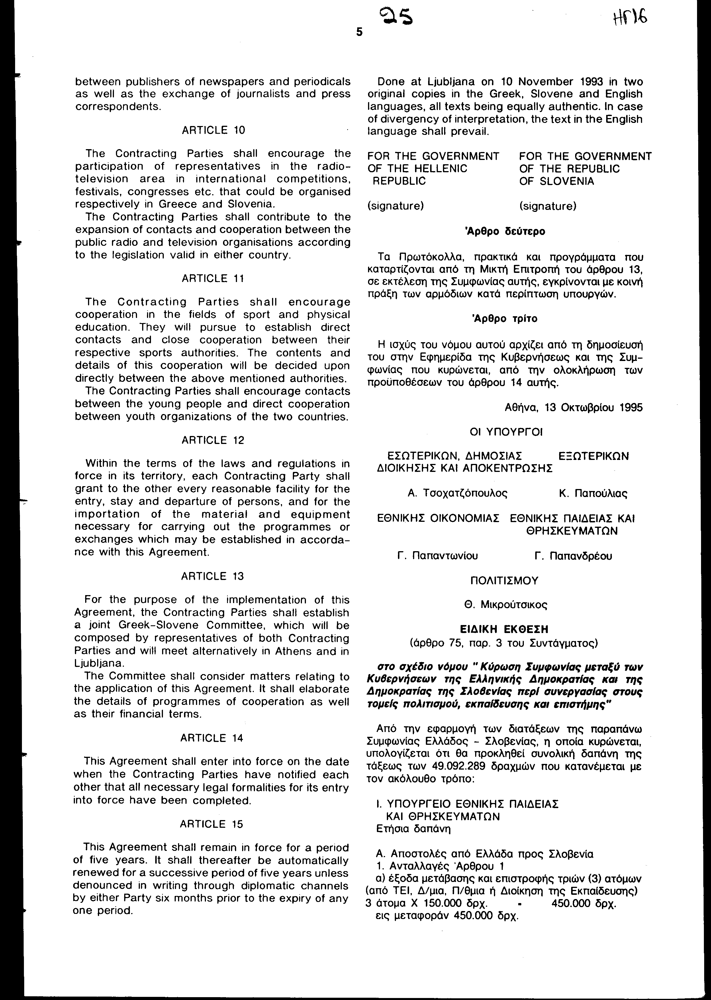 25
5
between publishers of newspapers and periodicals
as well as the exchange of journalists and press
correspondents.
ARTICLE 10
The Contracting Parties shall encourage the
participation of representatives in the radio-
television area in international competitions,
festivals, congresses etc. that could be organised
respectively in Greece and Slovenia.
The Contracting Parties shall contribute to the
expansion of contacts and cooperation between the
public radio and television organisations according
to the legislation valid in either country.
ARTICLE 11
The Contracting Parties shall encourage
cooperation in the fields of sport and physical
education. They will pursue to establish direct
contacts and close cooperation between their
respective sports authorities. The contents and
details of this cooperation will be decided upon
directly between the above mentioned authorities.
The Contracting Parties shall encourage contacts
between the young people and direct cooperation
between youth organizations of the two countries.
ARTICLE 12
Within the terms of the laws and regulations in
force in its territory, each Contracting Party shall
grant to the other every reasonable facility for the
entry, stay and departure of persons, and for the
importation of the material and equipment
necessary for carrying out the programmes or
exchanges which may be established in accorda-
nce with this Agreement.
ARTICLE 13
For the purpose of the implementation of this
Agreement, the Contracting Parties shall establish
a joint Greek-Slovene Committee, which will be
composed by representatives of both Contracting
Parties and will meet alternatively in Athens and in
Ljubljana.
The Committee shall consider matters relating to
the application of this Agreement. It shall elaborate
the details of programmes of cooperation as well
as their financial terms.
ARTICLE 14
This Agreement shall enter into force on the date
when the Contracting Parties have notified each
other that all necessary legal formalities for its entry
into force have been completed.
ARTICLE 15
This Agreement shall remain in force for a period
of five years. It shall thereafter be automatically
renewed for a successive period of five years unless
denounced in writing through diplomatic channels
by either Party six months prior to the expiry of any
one period.
Done at Ljubljana on 10 November 1993 in two
original copies in the Greek, Slovene and English
languages, all texts being equally authentic. In case
of divergency of interpretation, the text in the English
language shall prevail.
FOR THE GOVERNMENT FOR THE GOVERNMENT
OF THE HELLENIC OF THE REPUBLIC
REPUBLIC OF SLOVENIA
(signature) (signature)
Άρθρο δεύτερο
Τα Πρωτόκολλα, πρακτικά και προγράμματα που
καταρτίζονται από τη Μικτή Επιτροπή του άρθρου 13,
σε εκτέλεση της Συμφωνίας αυτής, εγκρίνονται με κοινή
πράξη των αρμόδιων κατά περίπτωση υπουργών.
Άρθρο τρίτο
Η ισχύς του νόμου αυτού αρχίζει από τη δημοσίευσή
του στην Εφημερίδα της Κυβερνήσεως και της Συμ-
φωνίας που κυρώνεται, από την ολοκλήρωση των
προϋποθέσεων του άρθρου 14 αυτής.
Αθήνα, 13 Οκτωβρίου 1995
ΟΙ ΥΠΟΥΡΓΟΙ
ΕΣΩΤΕΡΙΚΩΝ, ΔΗΜΟΣΙΑΣ ΕΞΩΤΕΡΙΚΩΝ
ΔΙΟΙΚΗΣΗΣ ΚΑΙ ΑΠΟΚΕΝΤΡΩΣΗΣ
Α. Τσοχατζόπουλος Κ. Παπούλιας
ΕΘΝΙΚΗΣ ΟΙΚΟΝΟΜΙΑΣ ΕΘΝΙΚΗΣ ΠΑΙΔΕΙΑΣ ΚΑΙ
ΘΡΗΣΚΕΥΜΑΤΩΝ
Γ. Παπαντωνίου Γ. Παπανδρέου
ΠΟΛΙΤΙΣΜΟΥ
Θ. Μικρούτσικος
ΕΙΔΙΚΗ ΕΚΘΕΣΗ
(άρθρο 75, παρ. 3 του Συντάγματος)
στο σχέδιο νόμου "Κύρωση Συμφωνίας μεταξύ των
Κυβερνήσεων της Ελληνικής Δημοκρατίας και της
Δημοκρατίας της Σλοβενίας περί συνεργασίας στους
τομείς πολιτισμού, εκπαίδευσης και επιστήμης"
Από την εφαρμογή των διατάξεων της παραπάνω
Συμφωνίας Ελλάδος - Σλοβενίας, η οποία κυρώνεται,
υπολογίζεται ότι θα προκληθεί συνολική δαπάνη της
τάξεως των 49.092.289 δραχμών που κατανέμεται με
τον ακόλουθο τρόπο:
Ι. ΥΠΟΥΡΓΕΙΟ ΕΘΝΙΚΗΣ ΠΑΙΔΕΙΑΣ
ΚΑΙ ΘΡΗΣΚΕΥΜΑΤΩΝ
Ετήσια δαπάνη
Α. Αποστολές από Ελλάδα προς Σλοβενία
1. Ανταλλαγές Άρθρου 1
α) έξοδα μετάβασης και επιστροφής τριών (3) ατόμων
(από ΤΕΙ, Δ/μια, Π/θμια ή Διοίκηση της Εκπαίδευσης)
3 άτομα Χ 150.000 δρχ. = 450.000 δρχ.
εις μεταφοράν 450.000 δρχ.